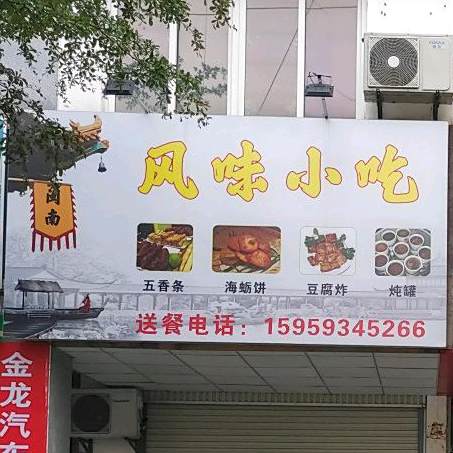 闽南
风味小吃
五香条 海蛎饼 豆腐炸 炖罐
送餐电话：15959345266
金龙汽车